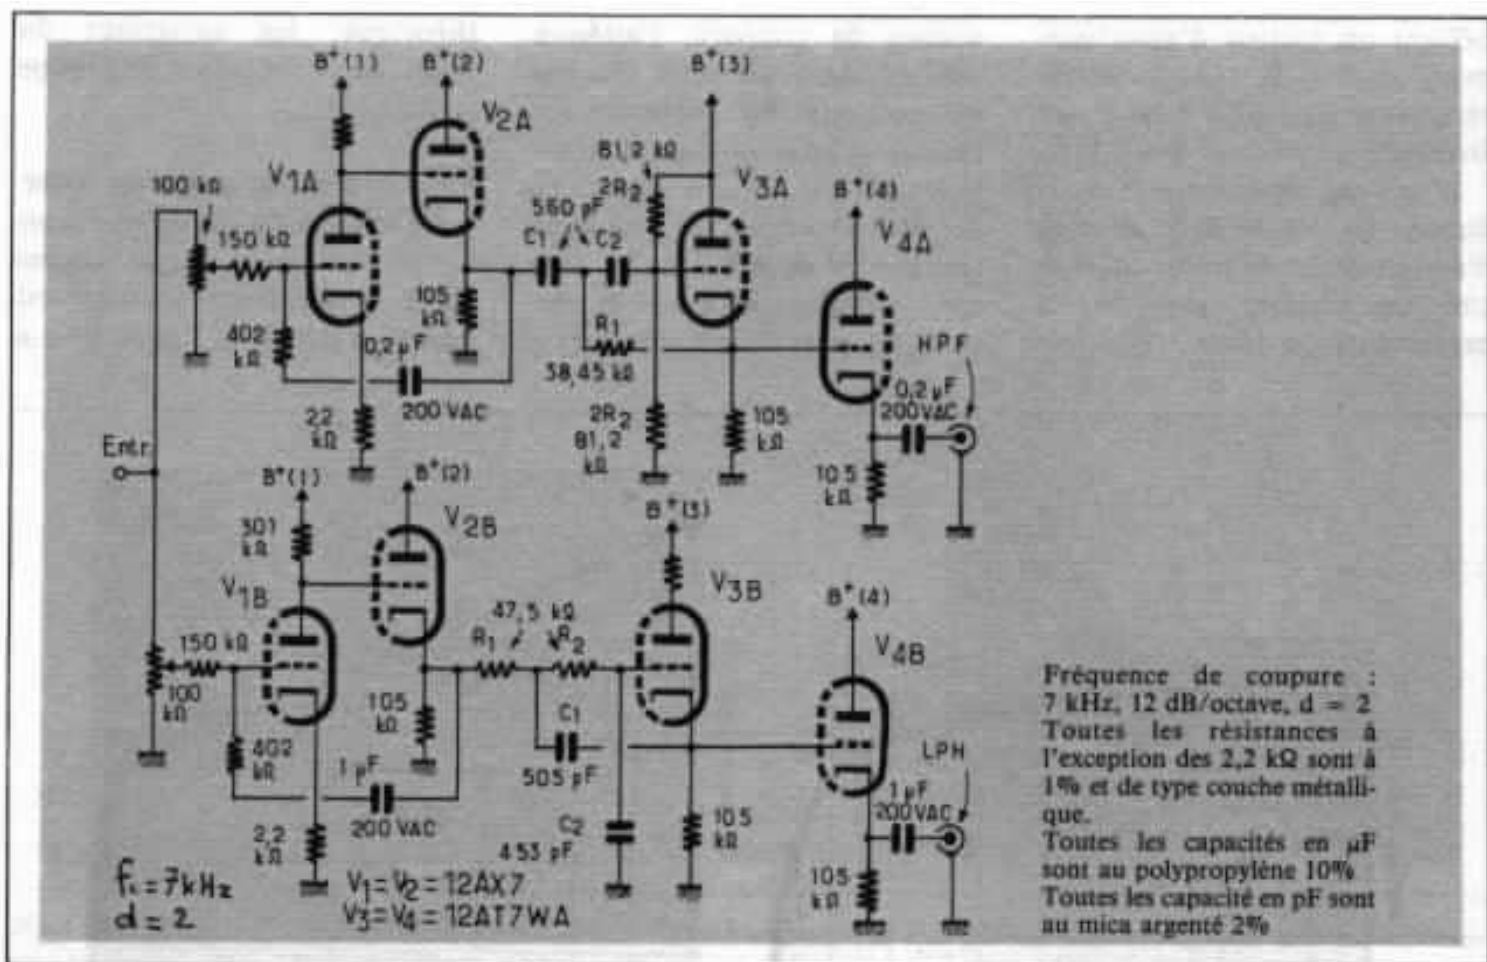 B+(1) B+(2) B+(3)
V2A
81,2 kΩ
V1A
2R2
V3A
100 kΩ
560 pF
B+(4)
150 kΩ
C1 C2
V4A
105 kΩ
R1
402 kΩ
0,2 µF
HPF
38,45 kΩ
0,2 µF
200 VAC
200 VAC
22 kΩ
2R2
81,2 kΩ
105 kΩ
Entr.
10.5 kΩ
B+(1) B+(2)
B+(3)
301 kΩ
V2B
V1B
V3B
B+(4)
47,5 kΩ
150 kΩ
R1 R2
V4B
100 kΩ
105 kΩ
C1
402 kΩ
1 pF
505 pF
LPH
1 µF
200 VAC
200 VAC
2,2 kΩ
C2
453 pF
10.5 kΩ
105 kΩ
f. = 7kHz
d = 2
V1 = V2 = 12AX7
V3 = V4 = 12AT7WA
Fréquence de coupure :
7 kHz, 12 dB/octave, d = 2
Toutes les résistances à
l'exception des 2,2 kΩ sont à
1% et de type couche métalli-
que.
Toutes les capacités en µF
sont au polypropylène 10%
Toutes les capacité en pF sont
au mica argenté 2%